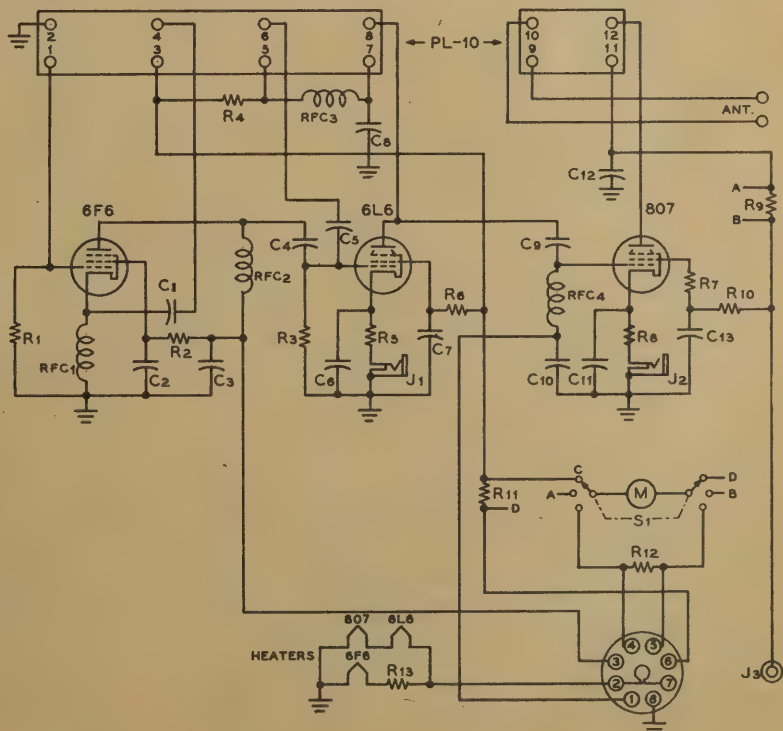 2 4 6 8 10 12
1 3 5 7 ← PL-10 → 9 11
R4 RFC3 C8 ANT.
C12 A
R9
B
6F6 6L6 807
C4 C5 C9
RFC2 R7
C1 R6 RFC4 R10
R1 R2 R3 R5 C7 R8 C13
RFC1 C2 C3 C6 J1 C10 C11 J2
C D
R11 A M B
D S1
R12
807 6L6 4 5
HEATERS 6F6 3 6
R13 2 7 J3
1 8